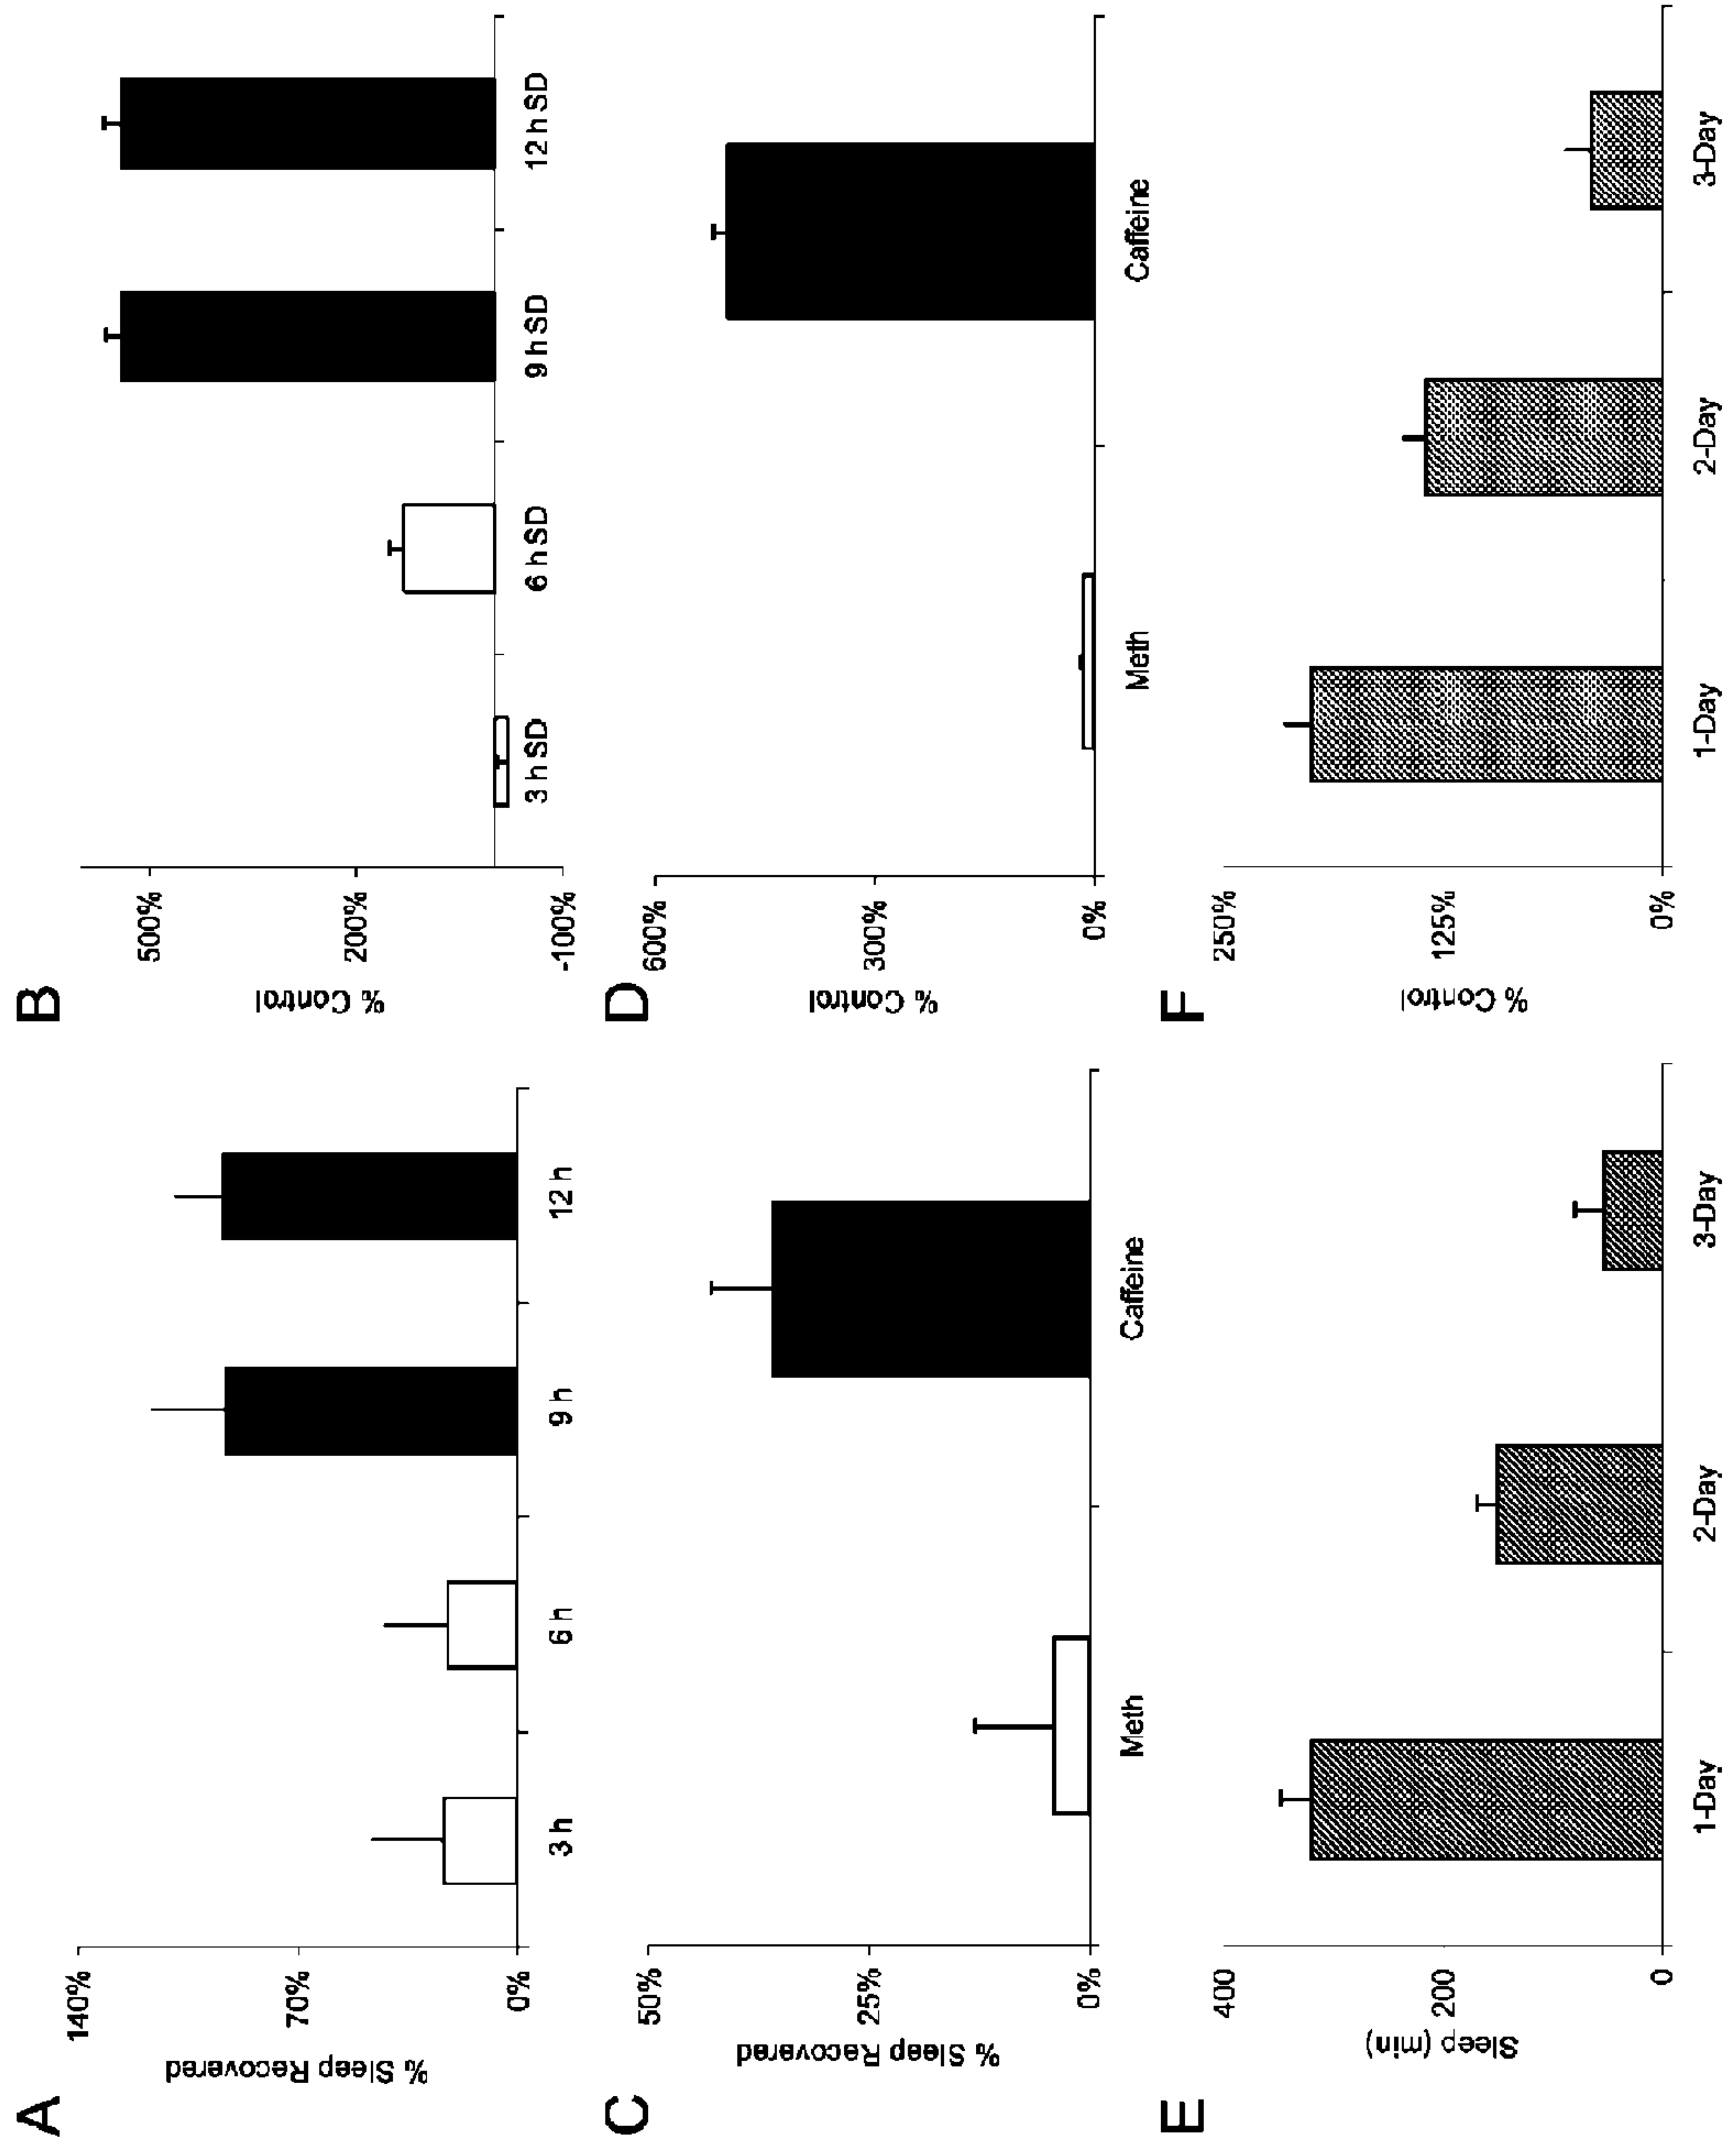 A
% Sleep Recovered
140%
70%
0%
3 h
6 h
9 h
12 h
B
% Control
500%
200%
-100%
3 h SD
6 h SD
9 h SD
12 h SD
C
% Sleep Recovered
50%
25%
0%
Meth
Caffeine
D
% Control
600%
300%
0%
Meth
Caffeine
E
Sleep (min)
400
200
0
1-Day
2-Day
3-Day
F
% Control
250%
125%
0%
1-Day
2-Day
3-Day